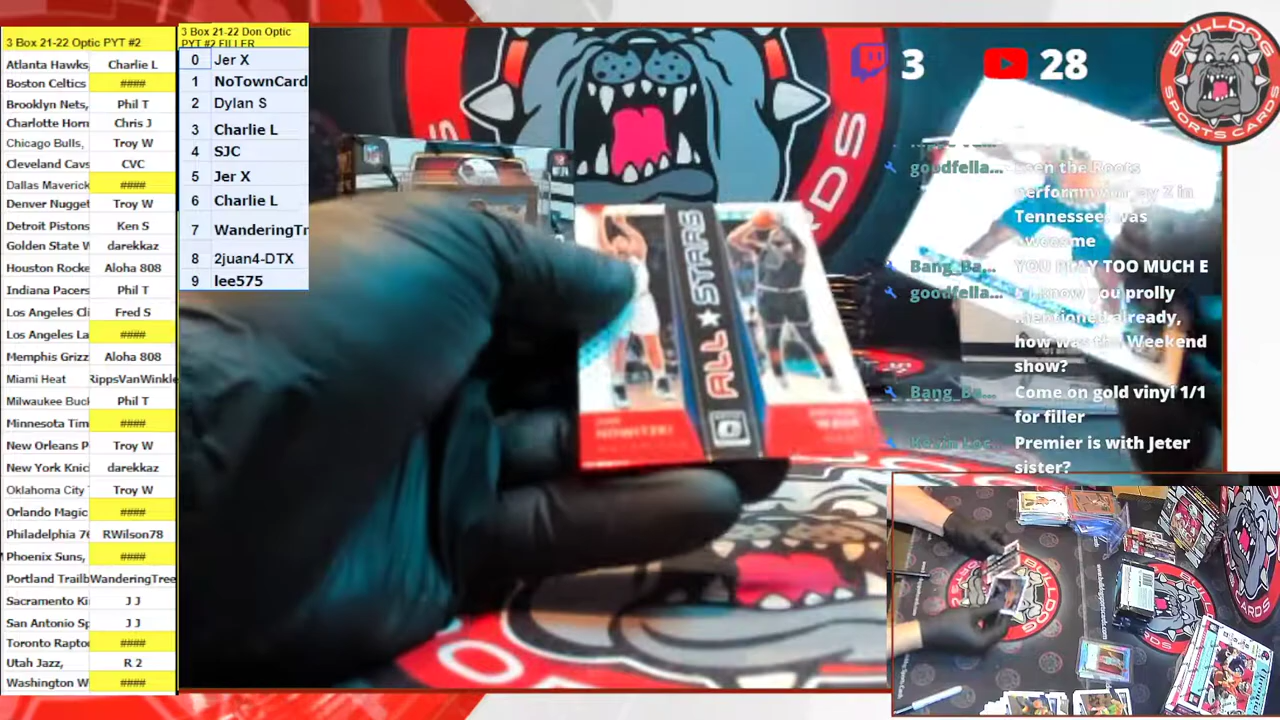 3 Box 21-22 Optic PYT #2
Atlanta Hawks, Charlie L
Boston Celtics ####
Brooklyn Nets, Phil T
Charlotte Horn Chris J
Chicago Bulls, Troy W
Cleveland Cavs CVC
Dallas Maverick ####
Denver Nugget Troy W
Detroit Pistons Ken S
Golden State W darekkaz
Houston Rocke Aloha 808
Indiana Pacers Phil T
Los Angeles Cli Fred S
Los Angeles La ####
Memphis Grizz Aloha 808
Miami Heat RippsVanWinkle
Milwaukee Buc Phil T
Minnesota Tim ####
New Orleans P Troy W
New York Knic darekkaz
Oklahoma City Troy W
Orlando Magic ####
Philadelphia 76 RWilson78
Phoenix Suns, ####
Portland Trailb WanderingTree
Sacramento Ki J J
San Antonio Sp J J
Toronto Rapto ####
Utah Jazz, R 2
Washington W ####
3 Box 21-22 Don Optic
PYT #2 FILLER
0 Jer X
1 NoTownCard
2 Dylan S
3 Charlie L
4 SJC
5 Jer X
6 Charlie L
7 WanderingTr
8 2juan4-DTX
9 lee575
3 28
BULLDOG
SPORTS CARDS
goodfella...
performing
in
Tennessee, was
awesome
Bang_Ba... YOU PLAY TOO MUCH E
goodfella... know you prolly
mentioned already,
how was the Weekend
show?
Bang_Ba... Come on gold vinyl 1/1
for filler
Premier is with Jeter
sister?
ALL ★ STARS
NOWITZKI
WADE